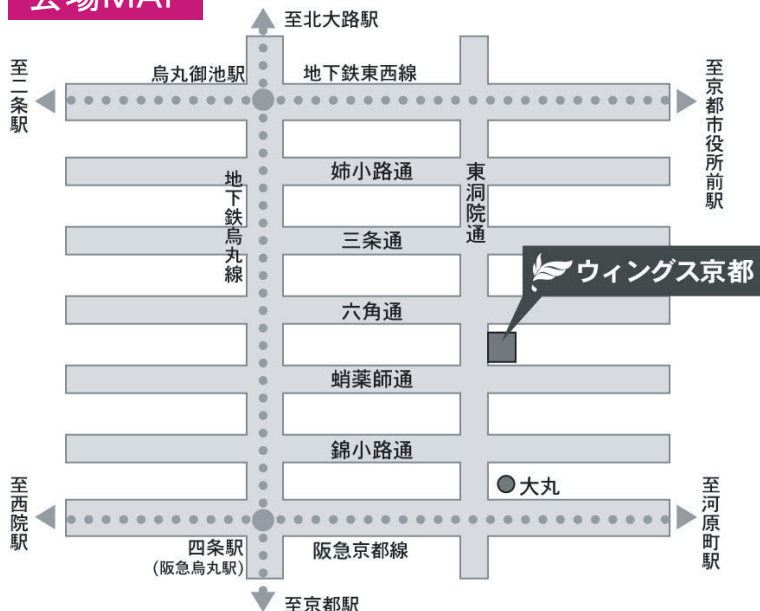 会場MAP
至北大路駅
烏丸御池駅
地下鉄東西線
至二条駅
至京都市役所前駅
姉小路通
東洞院通
地下鉄烏丸線
三条通
ウィングス京都
六角通
蛸薬師通
錦小路通
大丸
至西院駅
至河原町駅
四条駅
(阪急烏丸駅)
阪急京都線
至京都駅